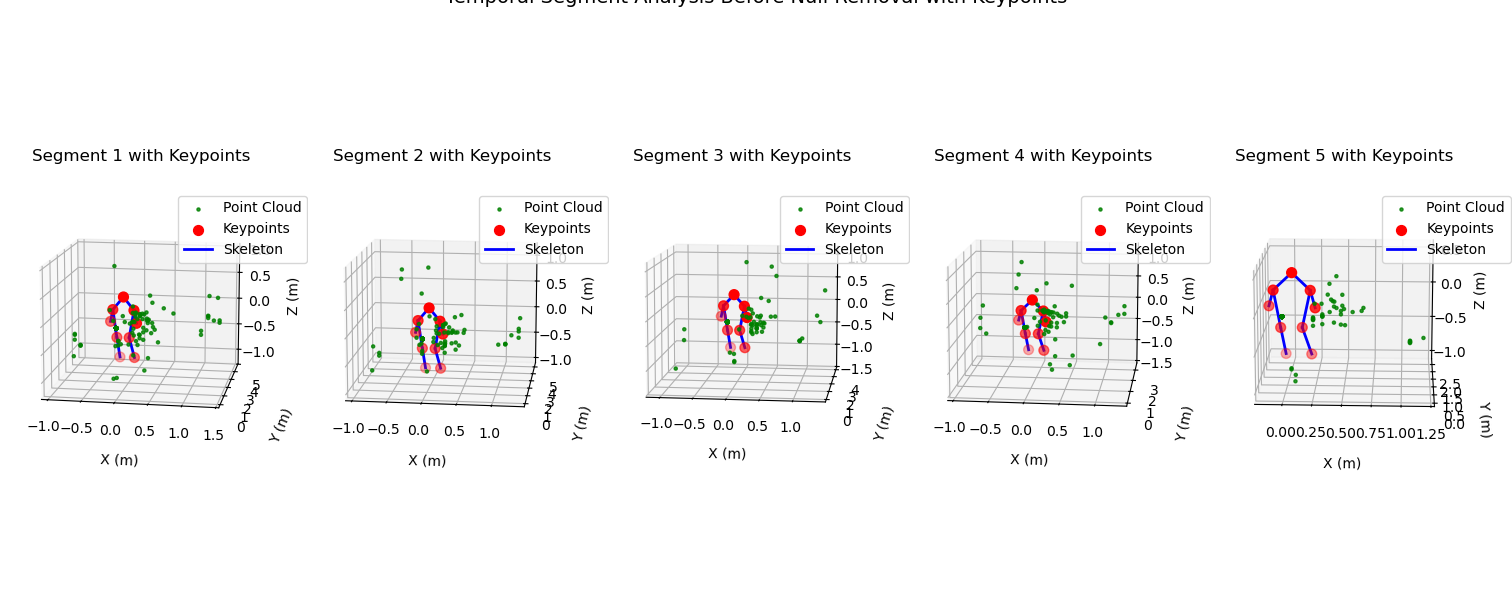 Temporal Segment Analysis Before Null Removal with Keypoints
Segment 1 with Keypoints
Point Cloud
Keypoints
Skeleton
0.5
0.0
−0.5
−1.0
Z (m)
5
4
3
2
1
0
Y (m)
−1.0 −0.5 0.0 0.5 1.0 1.5
X (m)
Segment 2 with Keypoints
Point Cloud
Keypoints
Skeleton
1.0
0.5
0.0
−0.5
−1.0
Z (m)
5
4
3
2
1
0
Y (m)
−1.0 −0.5 0.0 0.5 1.0
X (m)
Segment 3 with Keypoints
Point Cloud
Keypoints
Skeleton
1.0
0.5
0.0
−0.5
−1.0
−1.5
Z (m)
4
3
2
1
0
Y (m)
−1.0 −0.5 0.0 0.5 1.0
X (m)
Segment 4 with Keypoints
Point Cloud
Keypoints
Skeleton
1.0
0.5
0.0
−0.5
−1.0
−1.5
Z (m)
3
2
1
0
Y (m)
−1.0 −0.5 0.0 0.5 1.0
X (m)
Segment 5 with Keypoints
Point Cloud
Keypoints
Skeleton
0.0
−0.5
−1.0
Z (m)
2.5
2.0
1.5
1.0
0.5
0.0
Y (m)
0.00 0.25 0.50 0.75 1.00 1.25
X (m)